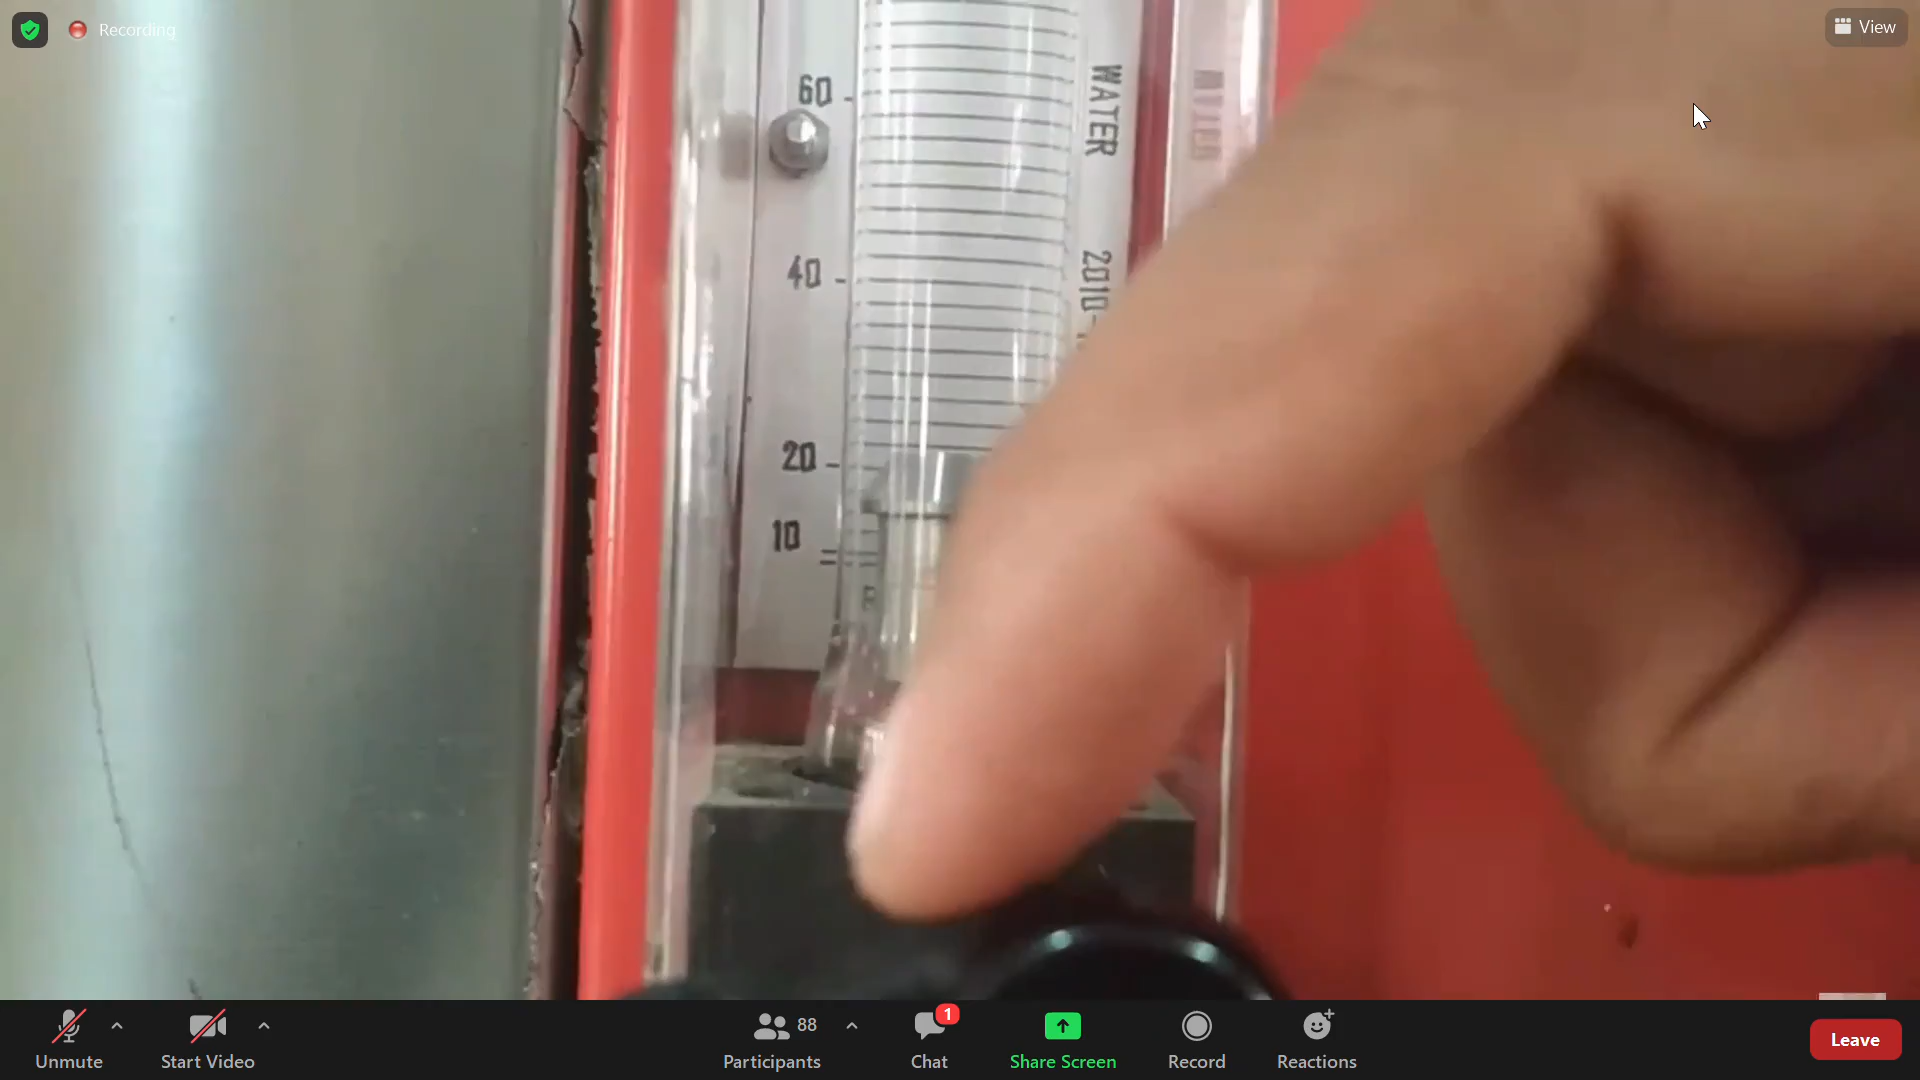 Recording
View
60
WATER
40
2010-
20
10
Unmute
Start Video
88
Participants
1
Chat
Share Screen
Record
Reactions
Leave